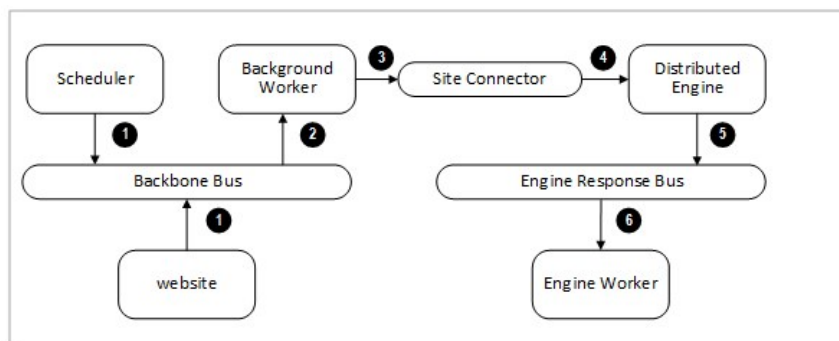 Scheduler
Background
Worker
3
Site Connector
4
Distributed
Engine
1
2
5
Backbone Bus
Engine Response Bus
1
6
website
Engine Worker